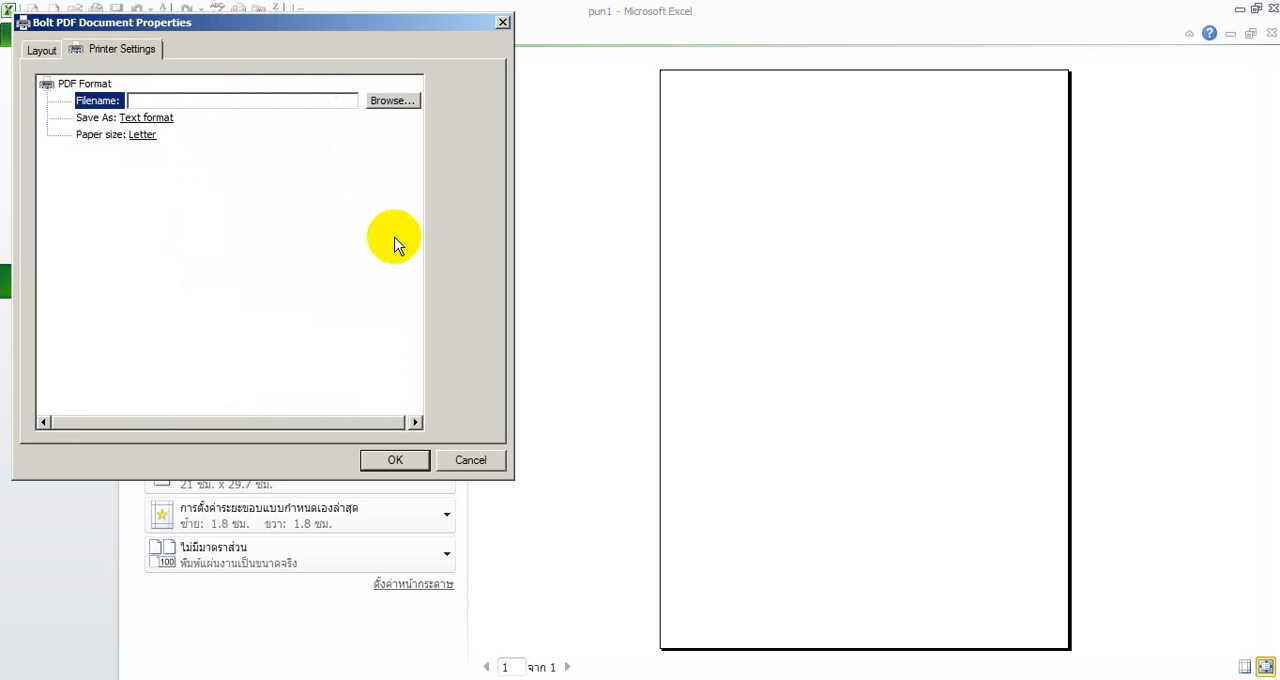 Bolt PDF Document Properties
pun1 - Microsoft Excel
Layout
Printer Settings
PDF Format
Filename:
Browse...
Save As: Text format
Paper size: Letter
OK
Cancel
21 ซม. x 29.7 ซม.
การตั้งค่าระยะขอบแบบกำหนดเองล่าสุด
ซ้าย: 1.8 ซม. ขวา: 1.8 ซม.
ไม่มีมาตราส่วน
100
พิมพ์แผ่นงานเป็นขนาดจริง
ตั้งค่าหน้ากระดาษ
1 จาก 1